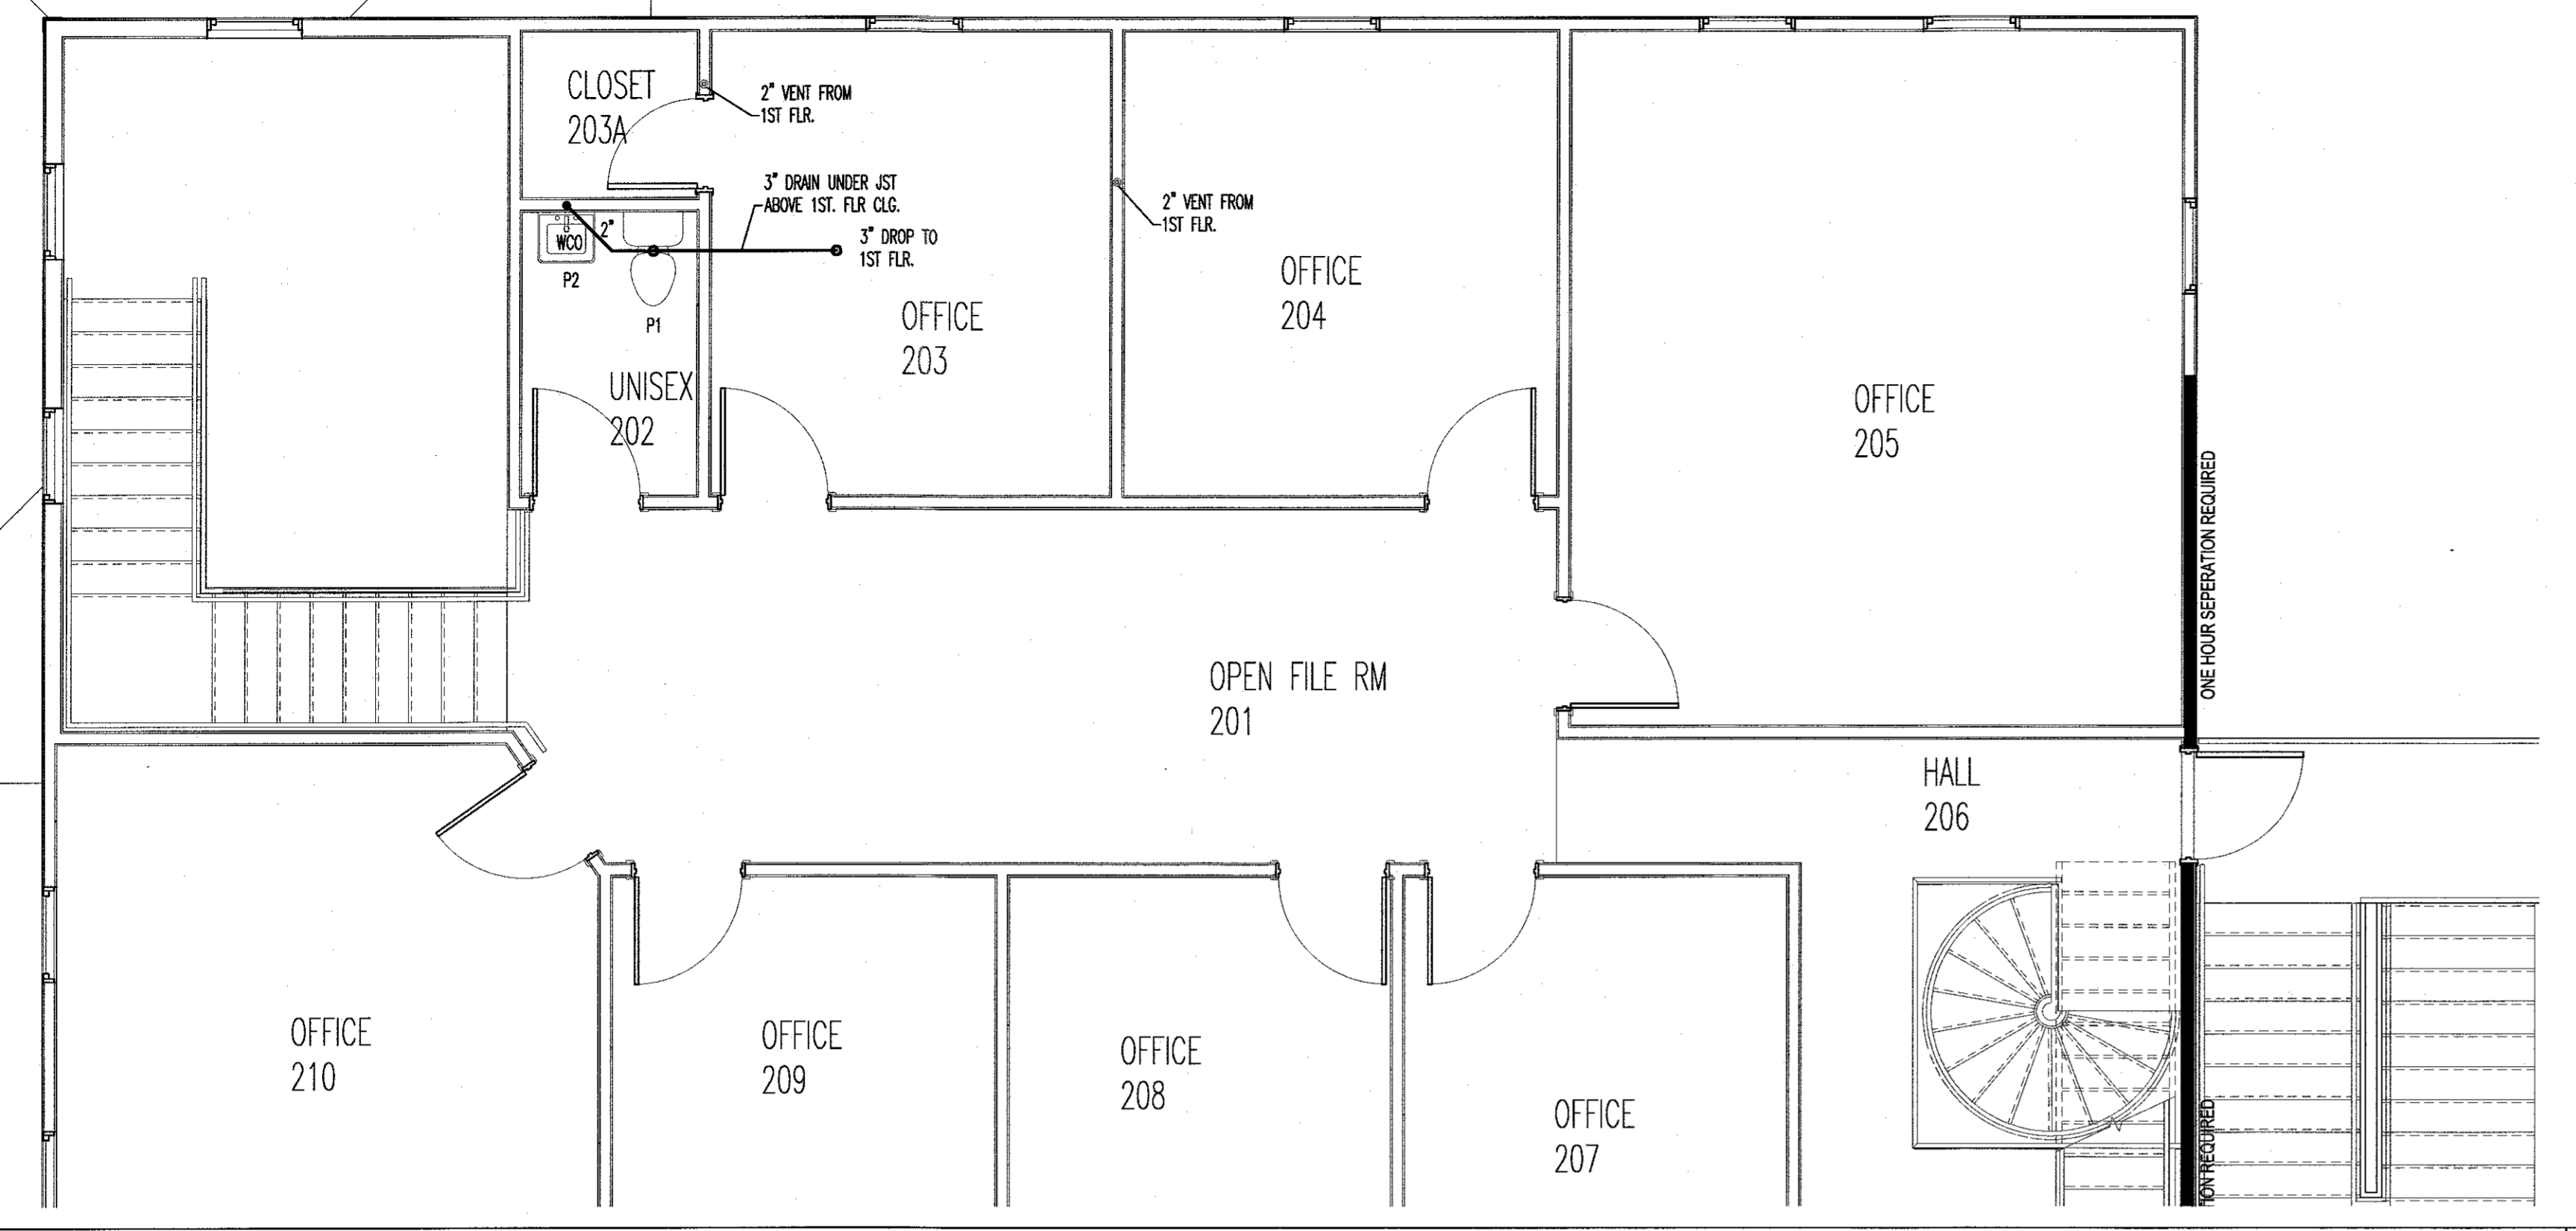 CLOSET
203A
2" VENT FROM
1ST FLR.
3" DRAIN UNDER JST
ABOVE 1ST. FLR CLG.
2" VENT FROM
1ST FLR.
WCO
2"
3" DROP TO
1ST FLR.
P2
P1
OFFICE
203
OFFICE
204
UNISEX
202
OFFICE
205
ONE HOUR SEPERATION REQUIRED
OPEN FILE RM
201
HALL
206
OFFICE
210
OFFICE
209
OFFICE
208
OFFICE
207
ION REQUIRED